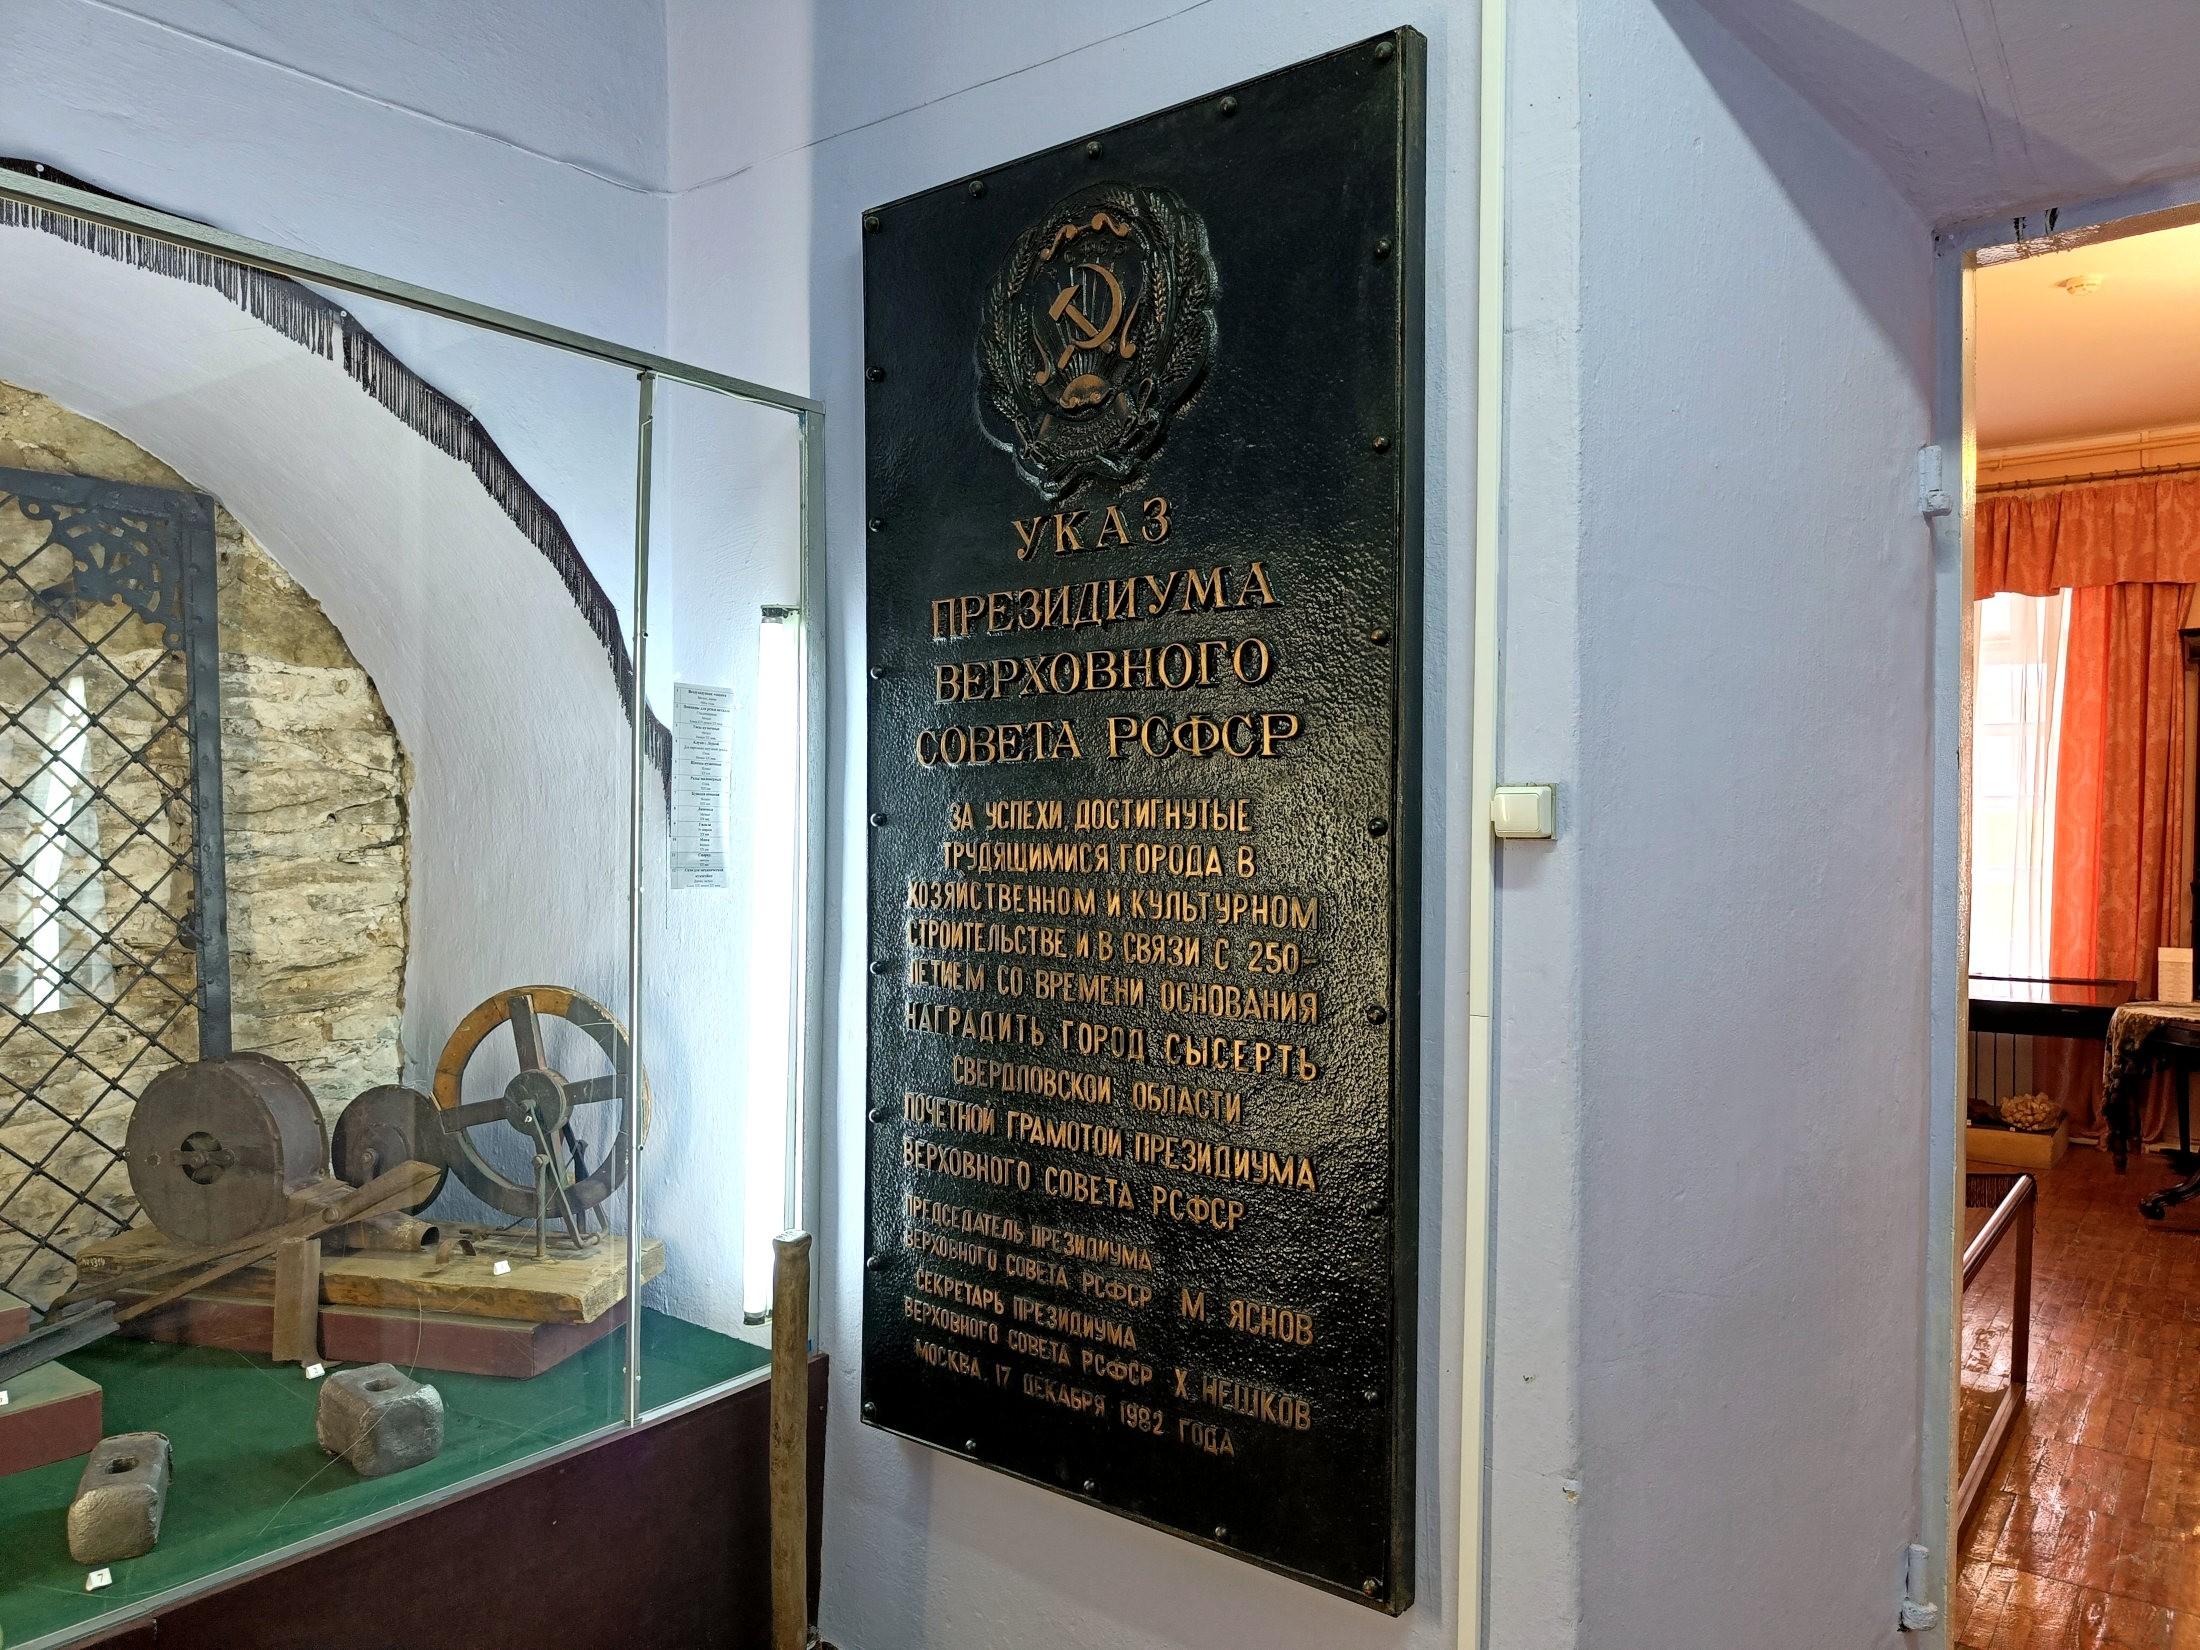 УКАЗ
ПРЕЗИДИУМА
ВЕРХОВНОГО
СОВЕТА РСФСР
ЗА УСПЕХИ, ДОСТИГНУТЫЕ
ТРУДЯЩИМИСЯ ГОРОДА В
ХОЗЯЙСТВЕННОМ И КУЛЬТУРНОМ
СТРОИТЕЛЬСТВЕ, И В СВЯЗИ С 250-
ЛЕТИЕМ СО ВРЕМЕНИ ОСНОВАНИЯ
НАГРАДИТЬ ГОРОД СЫСЕРТЬ
СВЕРДЛОВСКОЙ ОБЛАСТИ
ПОЧЕТНОЙ ГРАМОТОЙ ПРЕЗИДИУМА
ВЕРХОВНОГО СОВЕТА РСФСР
ПРЕДСЕДАТЕЛЬ ПРЕЗИДИУМА
ВЕРХОВНОГО СОВЕТА РСФСР М. ЯСНОВ
СЕКРЕТАРЬ ПРЕЗИДИУМА
ВЕРХОВНОГО СОВЕТА РСФСР Х. НЕШКОВ
МОСКВА, 17 ДЕКАБРЯ 1982 ГОДА
7